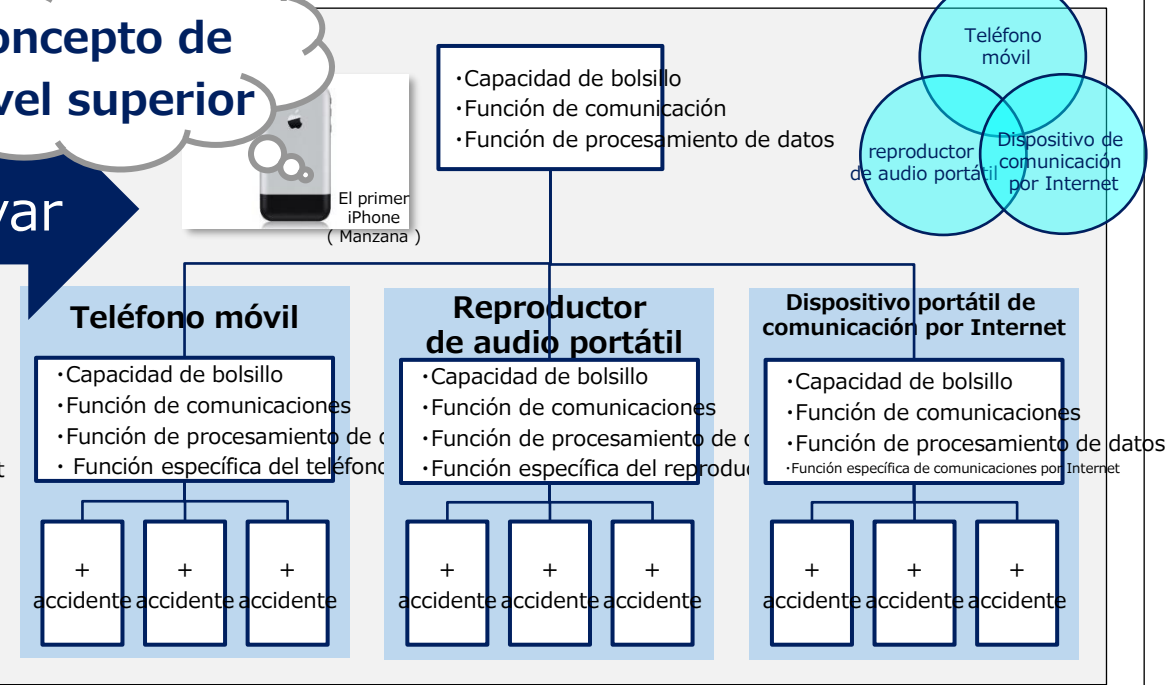 oncepto de
vel superior
var
El primer
iPhone
( Manzana )
・Capacidad de bolsillo
・Función de comunicación
・Función de procesamiento de datos
Teléfono
móvil
reproductor
de audio portátil
Dispositivo de
comunicación
por Internet
Teléfono móvil
・Capacidad de bolsillo
・Función de comunicaciones
・Función de procesamiento de d
・ Función específica del teléfono
t
+
accidente
+
accidente
+
accidente
Reproductor
de audio portátil
・Capacidad de bolsillo
・Función de comunicaciones
・Función de procesamiento de d
・Función específica del reproduc
+
accidente
+
accidente
+
accidente
Dispositivo portátil de
comunicación por Internet
・Capacidad de bolsillo
・Función de comunicaciones
・Función de procesamiento de datos
・Función específica de comunicaciones por Internet
+
accidente
+
accidente
+
accidente